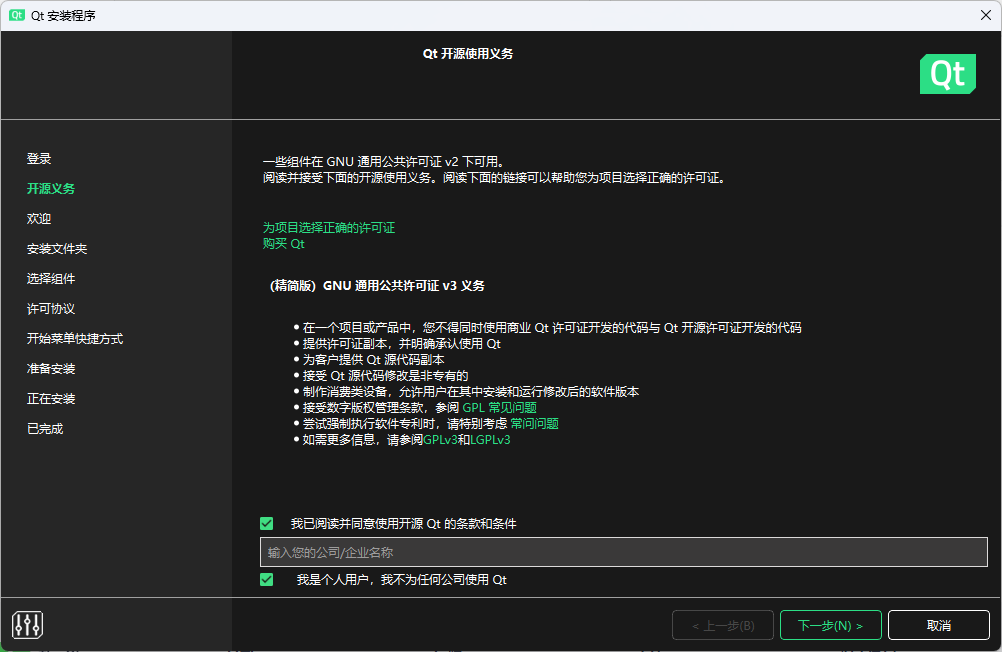 Qt 安装程序
Qt 开源使用义务
Qt
登录
开源义务
欢迎
安装文件夹
选择组件
许可协议
开始菜单快捷方式
准备安装
正在安装
已完成
一些组件在 GNU 通用公共许可证 v2 下可用。
阅读并接受下面的开源使用义务。阅读下面的链接可以帮助您为项目选择正确的许可证。
为项目选择正确的许可证
购买 Qt
(精简版) GNU 通用公共许可证 v3 义务
• 在一个项目或产品中，您不得同时使用商业 Qt 许可证开发的代码与 Qt 开源许可证开发的代码
• 提供许可证副本，并明确承认使用 Qt
• 为客户提供 Qt 源代码副本
• 接受 Qt 源代码修改是非专有的
• 制作消费类设备，允许用户在其中安装和运行修改后的软件版本
• 接受数字版权管理条款，参阅 GPL 常见问题
• 尝试强制执行软件专利时，请特别考虑 常问问题
• 如需更多信息，请参阅GPLv3和LGPLv3
我已阅读并同意使用开源 Qt 的条款和条件
输入您的公司/企业名称
我是个人用户，我不为任何公司使用 Qt
< 上一步(B)
下一步(N) >
取消